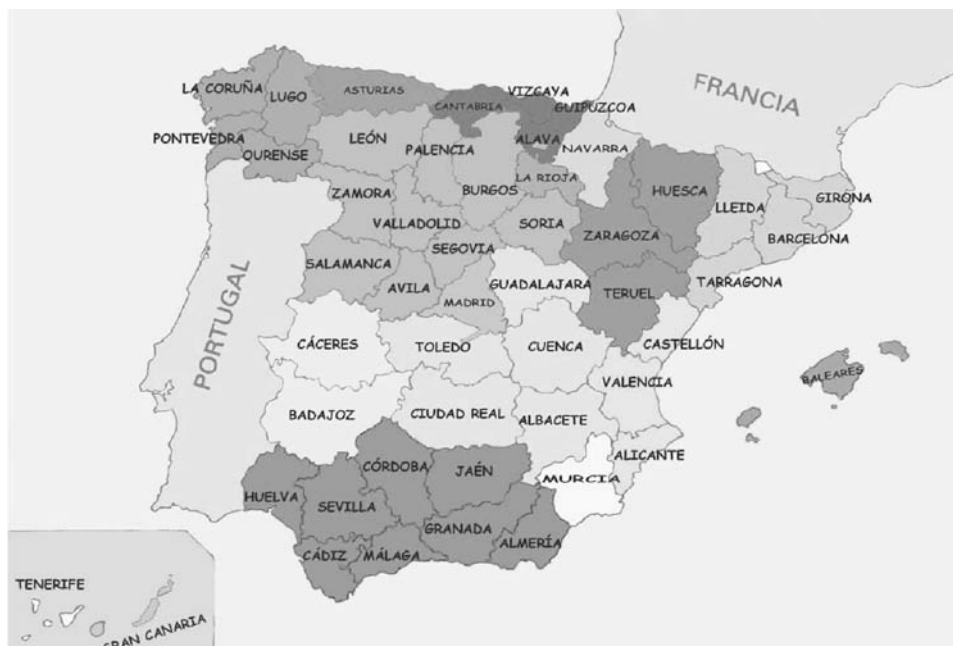 VIZCAYA
LA CORUÑA
LUGO
ASTURIAS
CANTABRIA
GUIPUZCOA
FRANCIA
PONTEVEDRA
OURENSE
LEÓN
PALENCIA
ALAVA
NAVARRA
LA RIOJA
BURGOS
HUESCA
LLEIDA
GIRONA
ZAMORA
VALLADOLID
SORIA
ZARAGOZA
BARCELONA
SEGOVIA
SALAMANCA
AVILA
MADRID
GUADALAJARA
TERUEL
TARRAGONA
PORTUGAL
CÁCERES
TOLEDO
CUENCA
CASTELLÓN
VALENCIA
BALEARES
BADAJOZ
CIUDAD REAL
ALBACETE
ALICANTE
CÓRDOBA
JAÉN
MURCIA
HUELVA
SEVILLA
GRANADA
ALMERÍA
CÁDIZ
MÁLAGA
TENERIFE
GRAN CANARIA